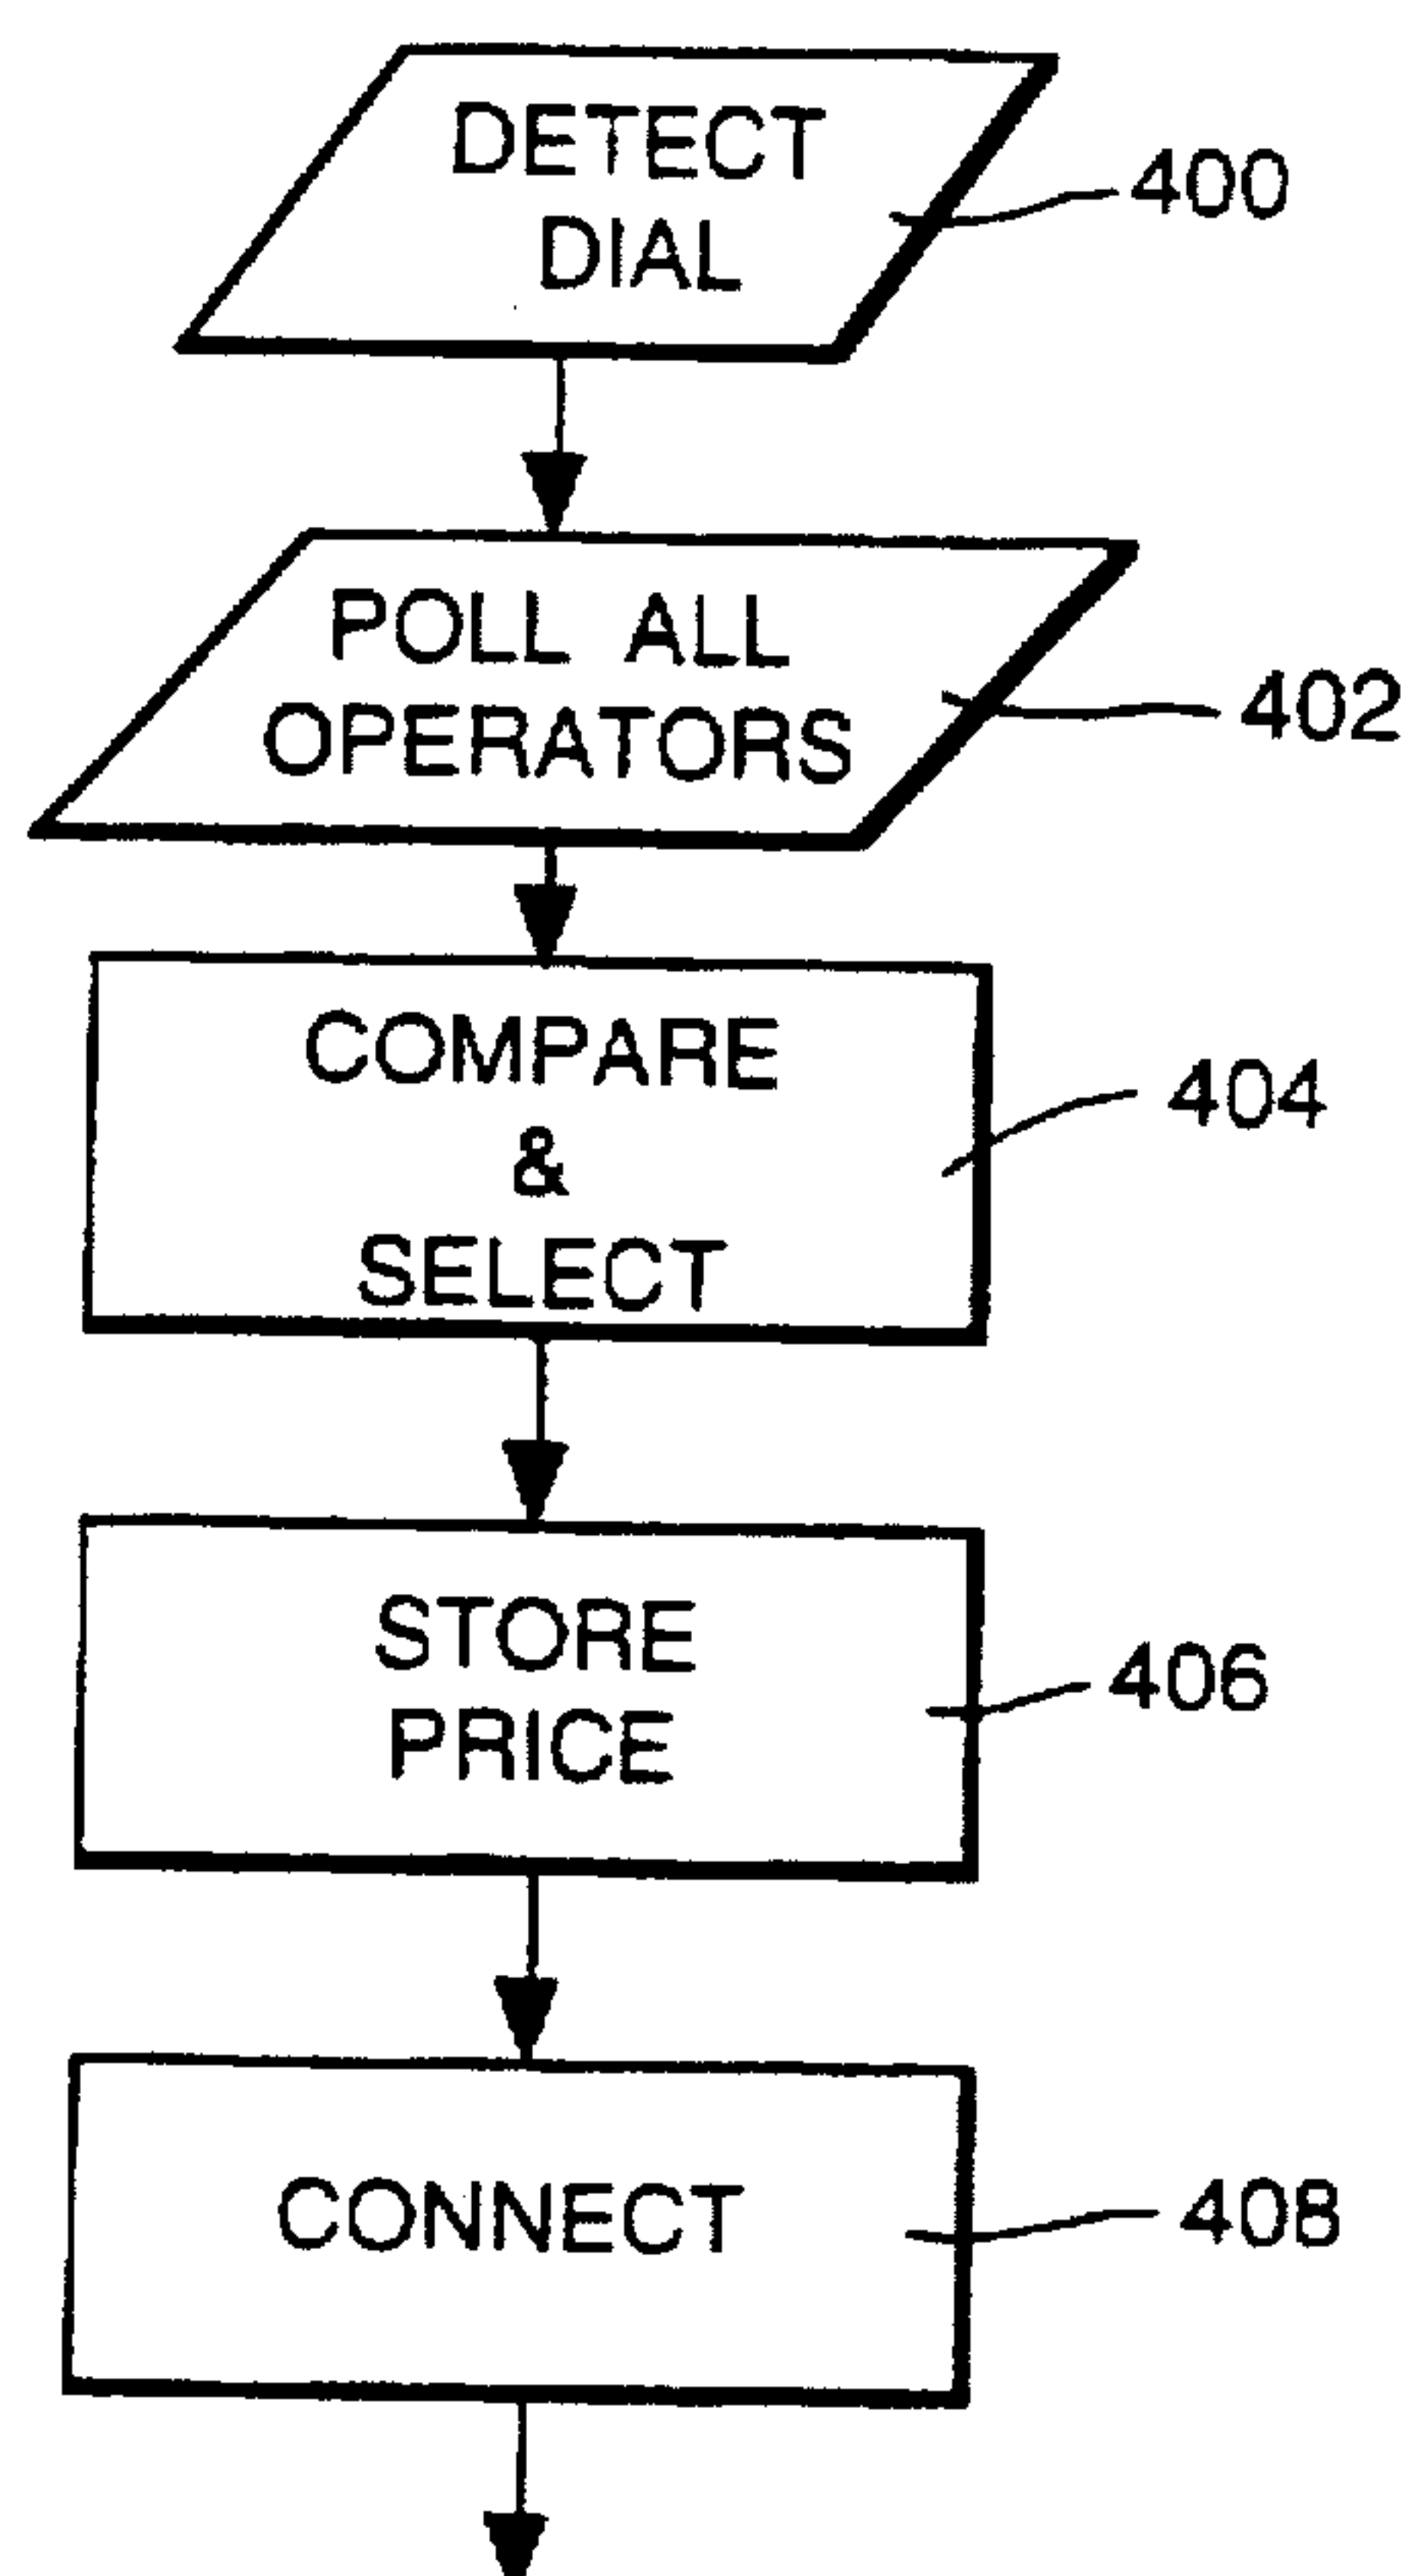 DETECT
DIAL
400
POLL ALL
OPERATORS
402
COMPARE
&
SELECT
404
STORE
PRICE
406
CONNECT
408